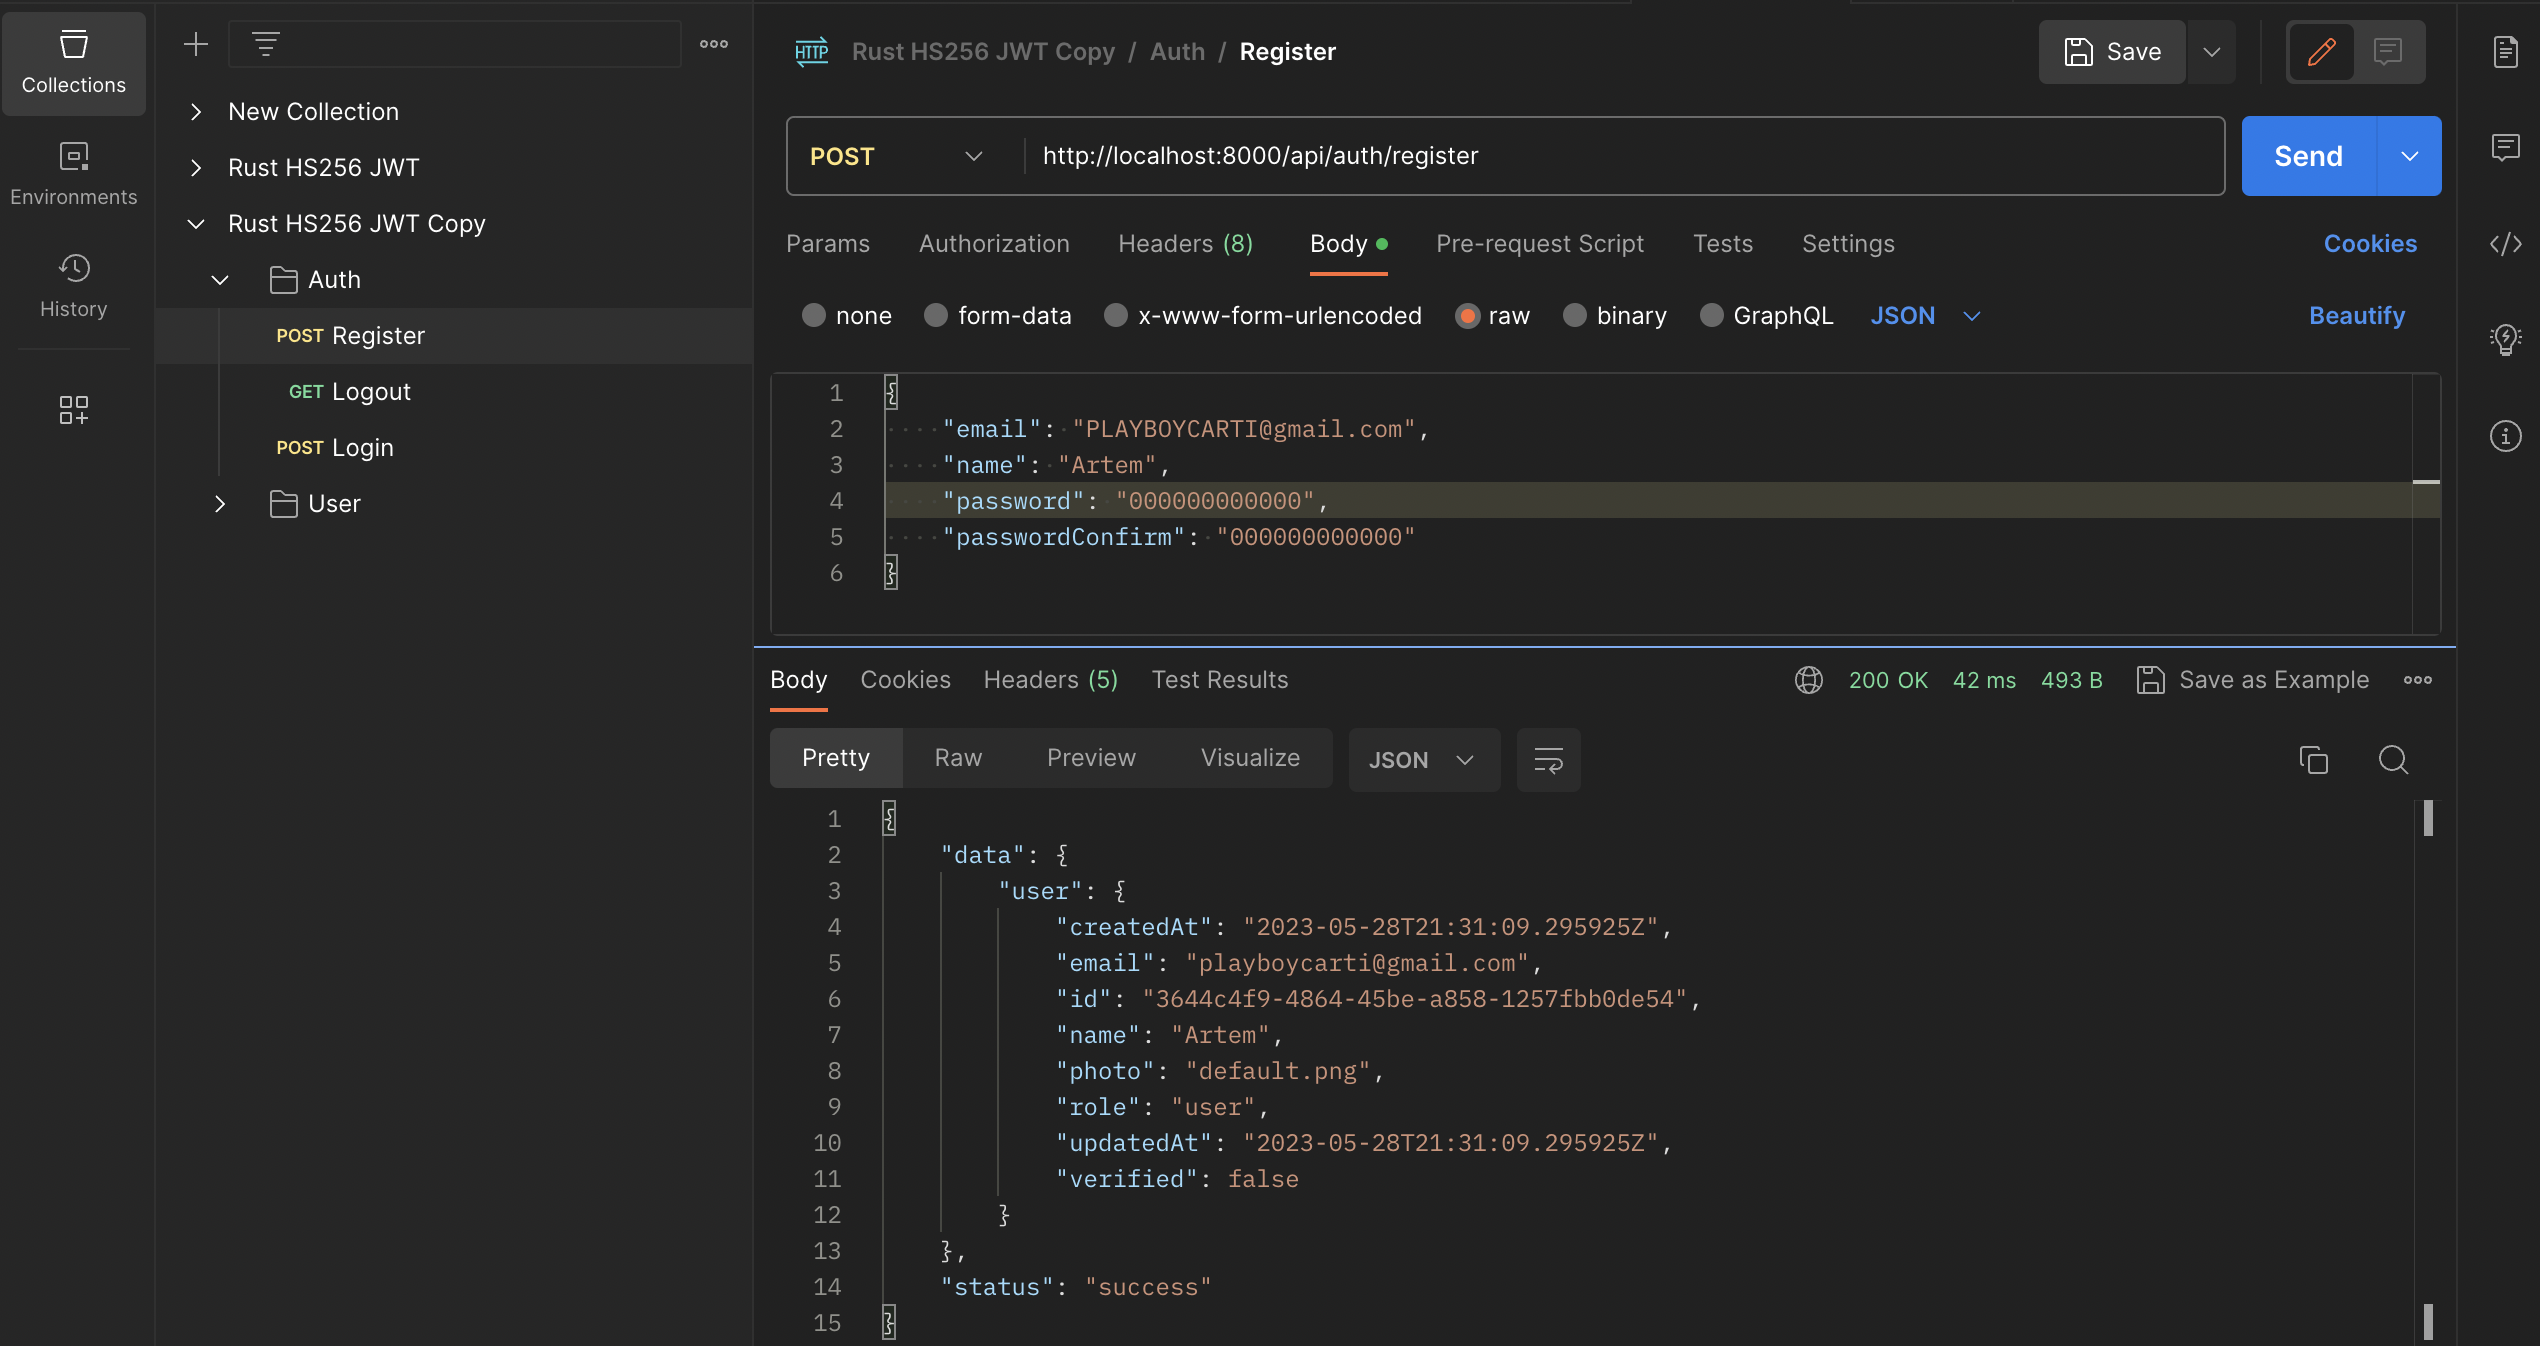 Collections
Environments
History
New Collection
Rust HS256 JWT
Rust HS256 JWT Copy
Auth
POST Register
GET Logout
POST Login
User
HTTP Rust HS256 JWT Copy / Auth / Register
Save
POST http://localhost:8000/api/auth/register
Send
Params Authorization Headers (8) Body Pre-request Script Tests Settings Cookies
none form-data x-www-form-urlencoded raw binary GraphQL JSON Beautify
1 {
2 "email": "PLAYBOYCARTI@gmail.com",
3 "name": "Artem",
4 "password": "000000000000",
5 "passwordConfirm": "000000000000"
6 }
Body Cookies Headers (5) Test Results 200 OK 42 ms 493 B Save as Example
Pretty Raw Preview Visualize JSON
1 {
2 "data": {
3 "user": {
4 "createdAt": "2023-05-28T21:31:09.295925Z",
5 "email": "playboycarti@gmail.com",
6 "id": "3644c4f9-4864-45be-a858-1257fbb0de54",
7 "name": "Artem",
8 "photo": "default.png",
9 "role": "user",
10 "updatedAt": "2023-05-28T21:31:09.295925Z",
11 "verified": false
12 }
13 },
14 "status": "success"
15 }